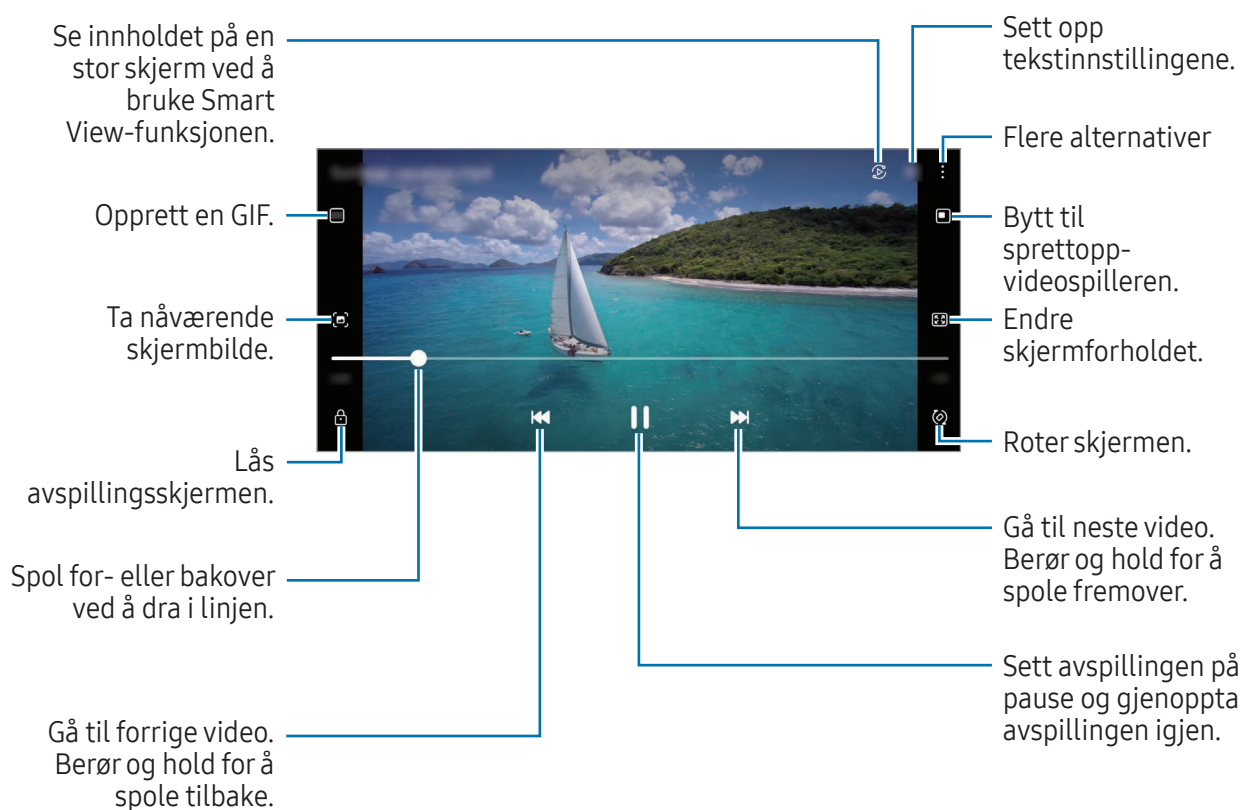 Se innholdet på en
stor skjerm ved å
bruke Smart
View-funksjonen.
Opprett en GIF.
Ta nåværende
skjermbilde.
Lås
avspillingsskjermen.
Spol for- eller bakover
ved å dra i linjen.
Gå til forrige video.
Berør og hold for å
spole tilbake.
Sett opp
tekstinnstillingene.
Flere alternativer
Bytt til
sprettopp-
videospilleren.
Endre
skjermforholdet.
Roter skjermen.
Gå til neste video.
Berør og hold for å
spole fremover.
Sett avspillingen på
pause og gjenoppta
avspillingen igjen.